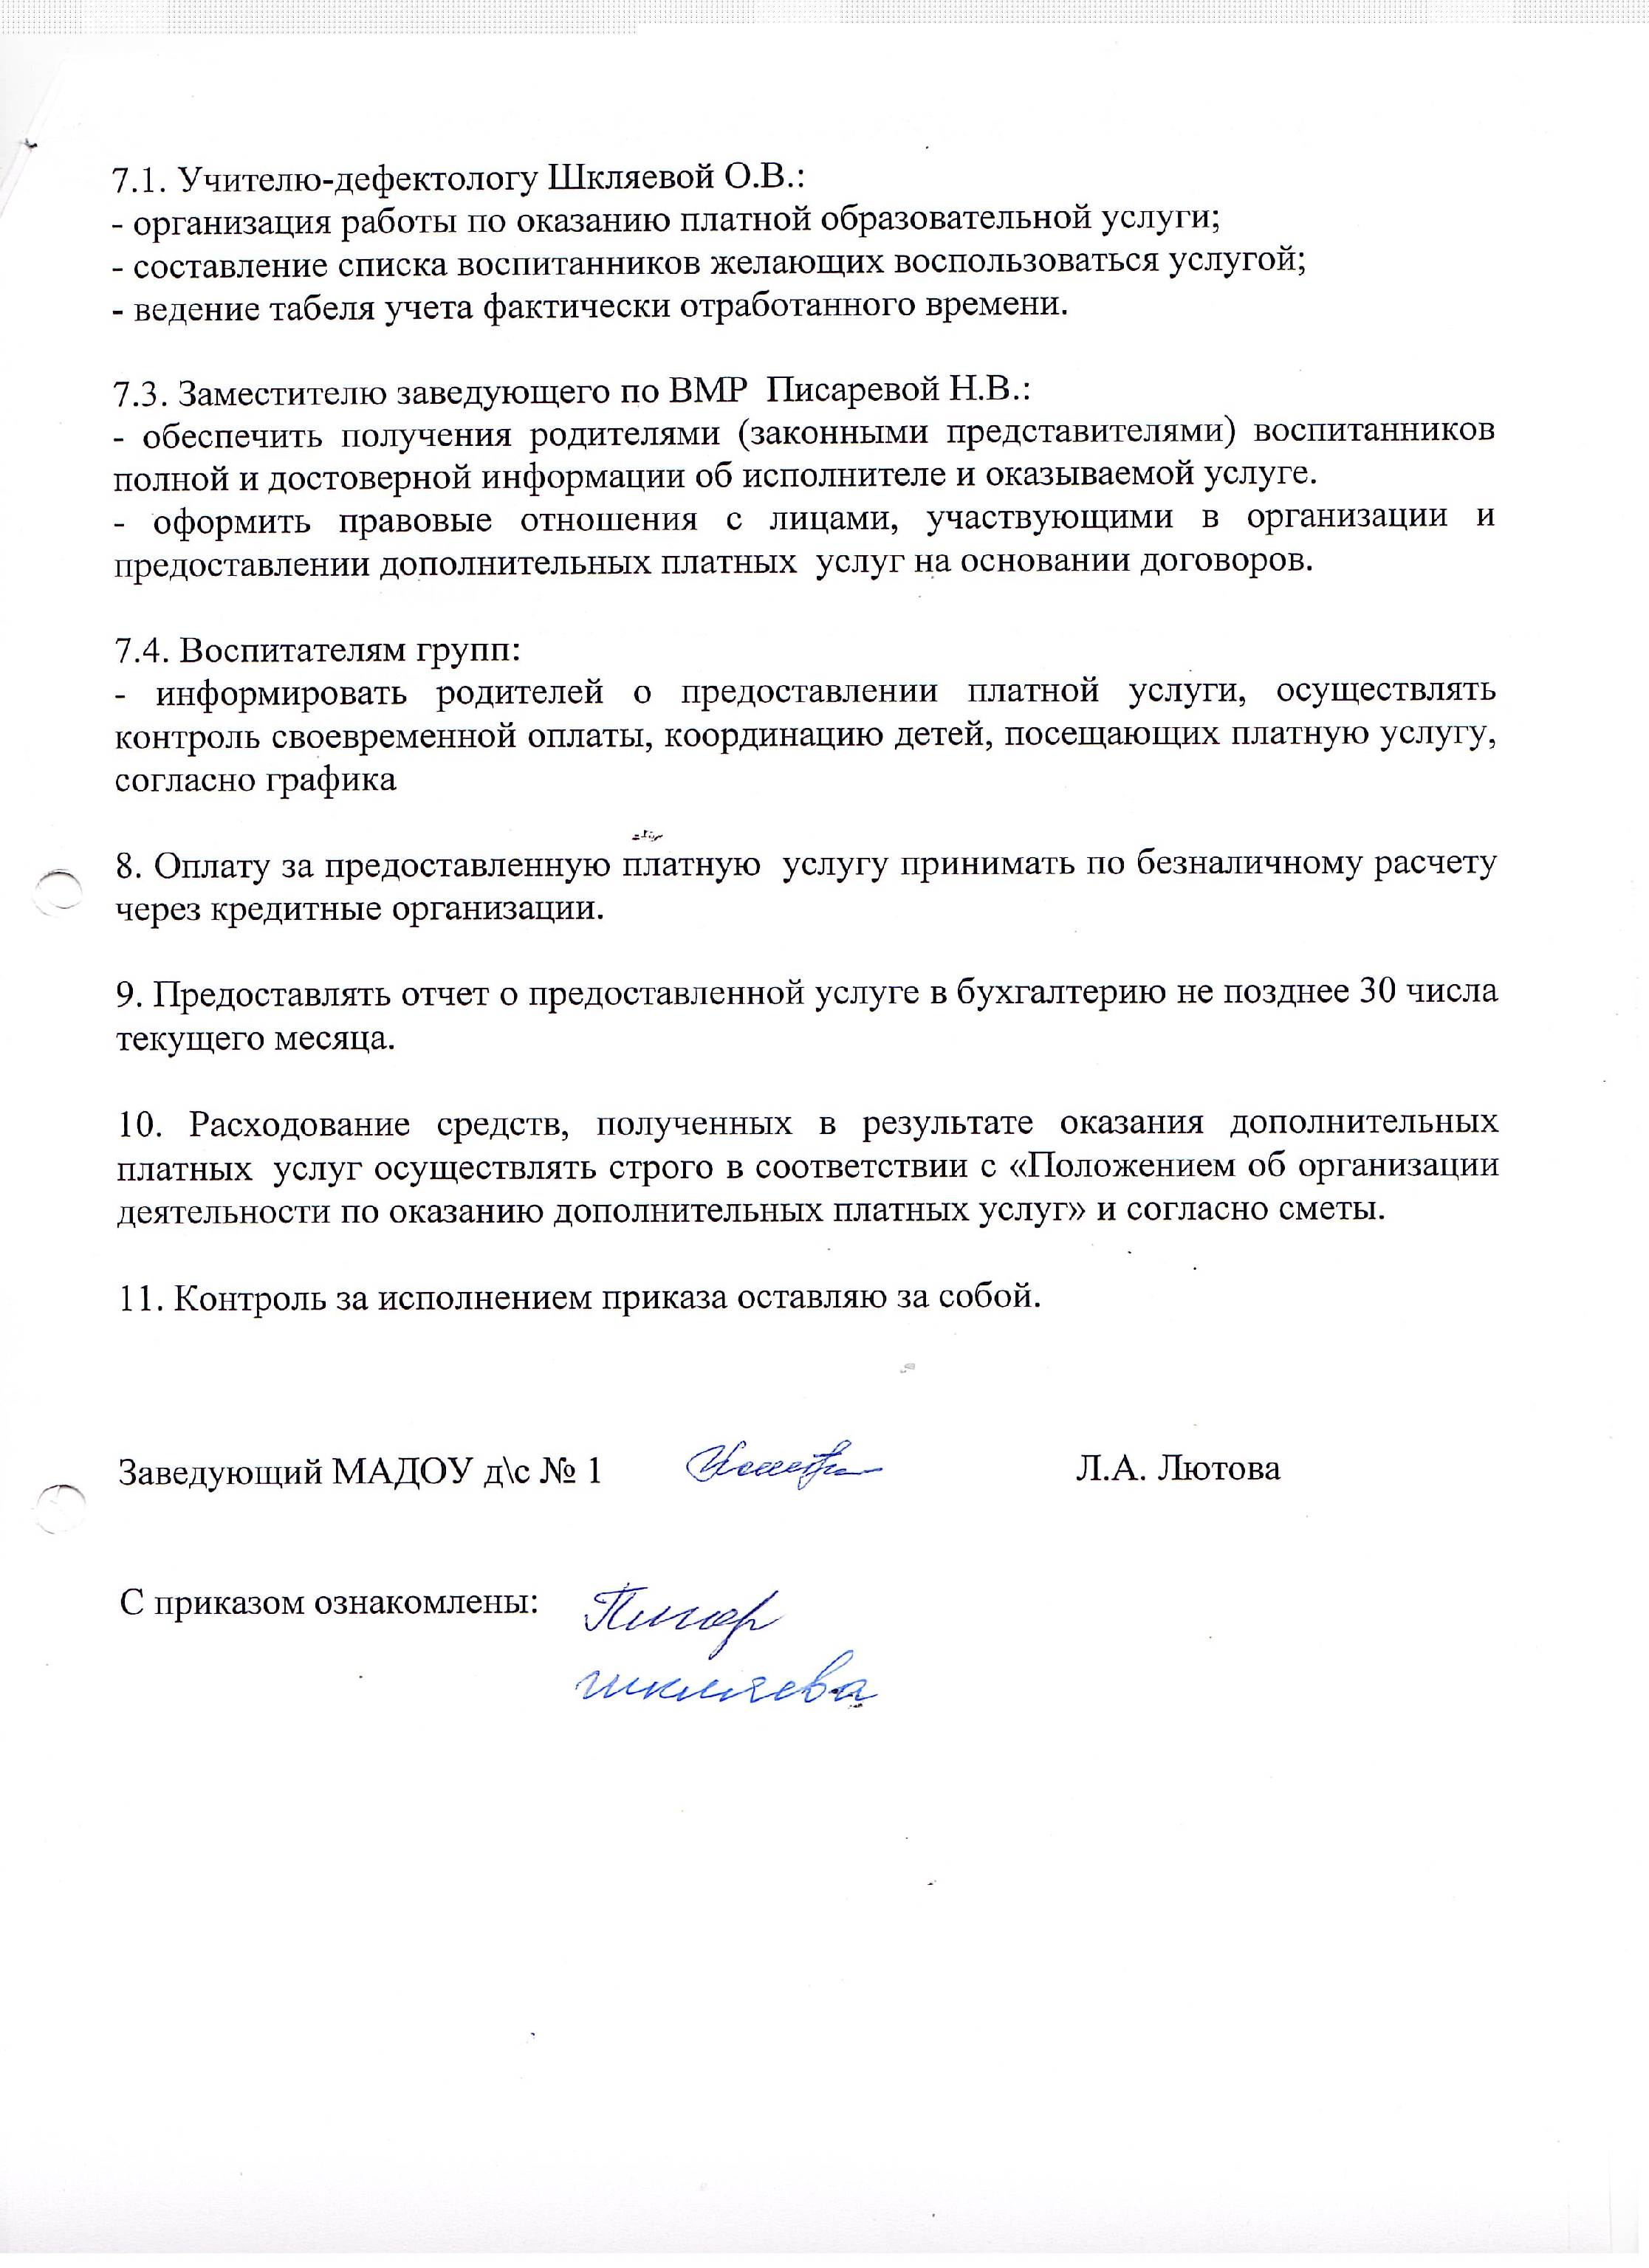 7.1. Учителю-дефектологу Шкляевой О.В.:
- организация работы по оказанию платной образовательной услуги;
- составление списка воспитанников желающих воспользоваться услугой;
- ведение табеля учета фактически отработанного времени.
7.3. Заместителю заведующего по ВМР Писаревой Н.В.:
- обеспечить получения родителями (законными представителями) воспитанников
полной и достоверной информации об исполнителе и оказываемой услуге.
- оформить правовые отношения с лицами, участвующими в организации и
предоставлении дополнительных платных услуг на основании договоров.
7.4. Воспитателям групп:
- информировать родителей о предоставлении платной услуги, осуществлять
контроль своевременной оплаты, координацию детей, посещающих платную услугу,
согласно графика
8. Оплату за предоставленную платную услугу принимать по безналичному расчету
через кредитные организации.
9. Предоставлять отчет о предоставленной услуге в бухгалтерию не позднее 30 числа
текущего месяца.
10. Расходование средств, полученных в результате оказания дополнительных
платных услуг осуществлять строго в соответствии с «Положением об организации
деятельности по оказанию дополнительных платных услуг» и согласно сметы.
11. Контроль за исполнением приказа оставляю за собой.
Заведующий МАДОУ д\с № 1 Л.А. Лютова
С приказом ознакомлены:
шкляева